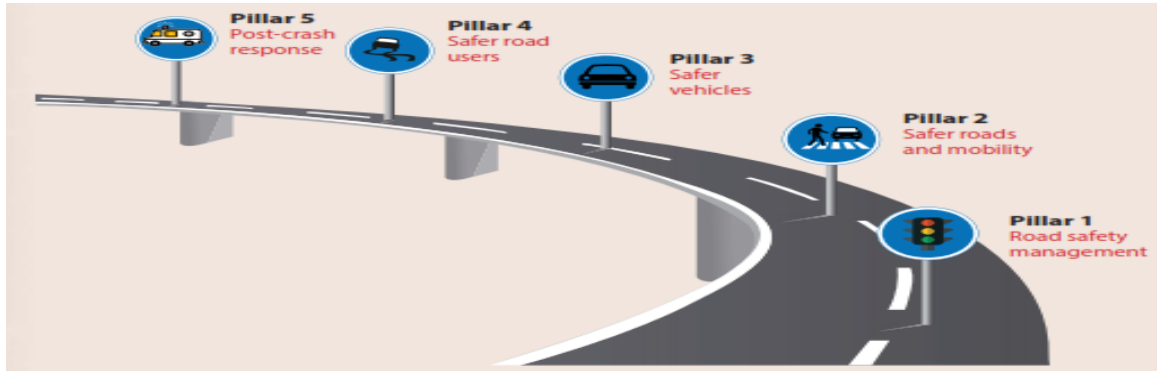 Pillar 5
Post-crash
response
Pillar 4
Safer road
users
Pillar 3
Safer
vehicles
Pillar 2
Safer roads
and mobility
Pillar 1
Road safety
management